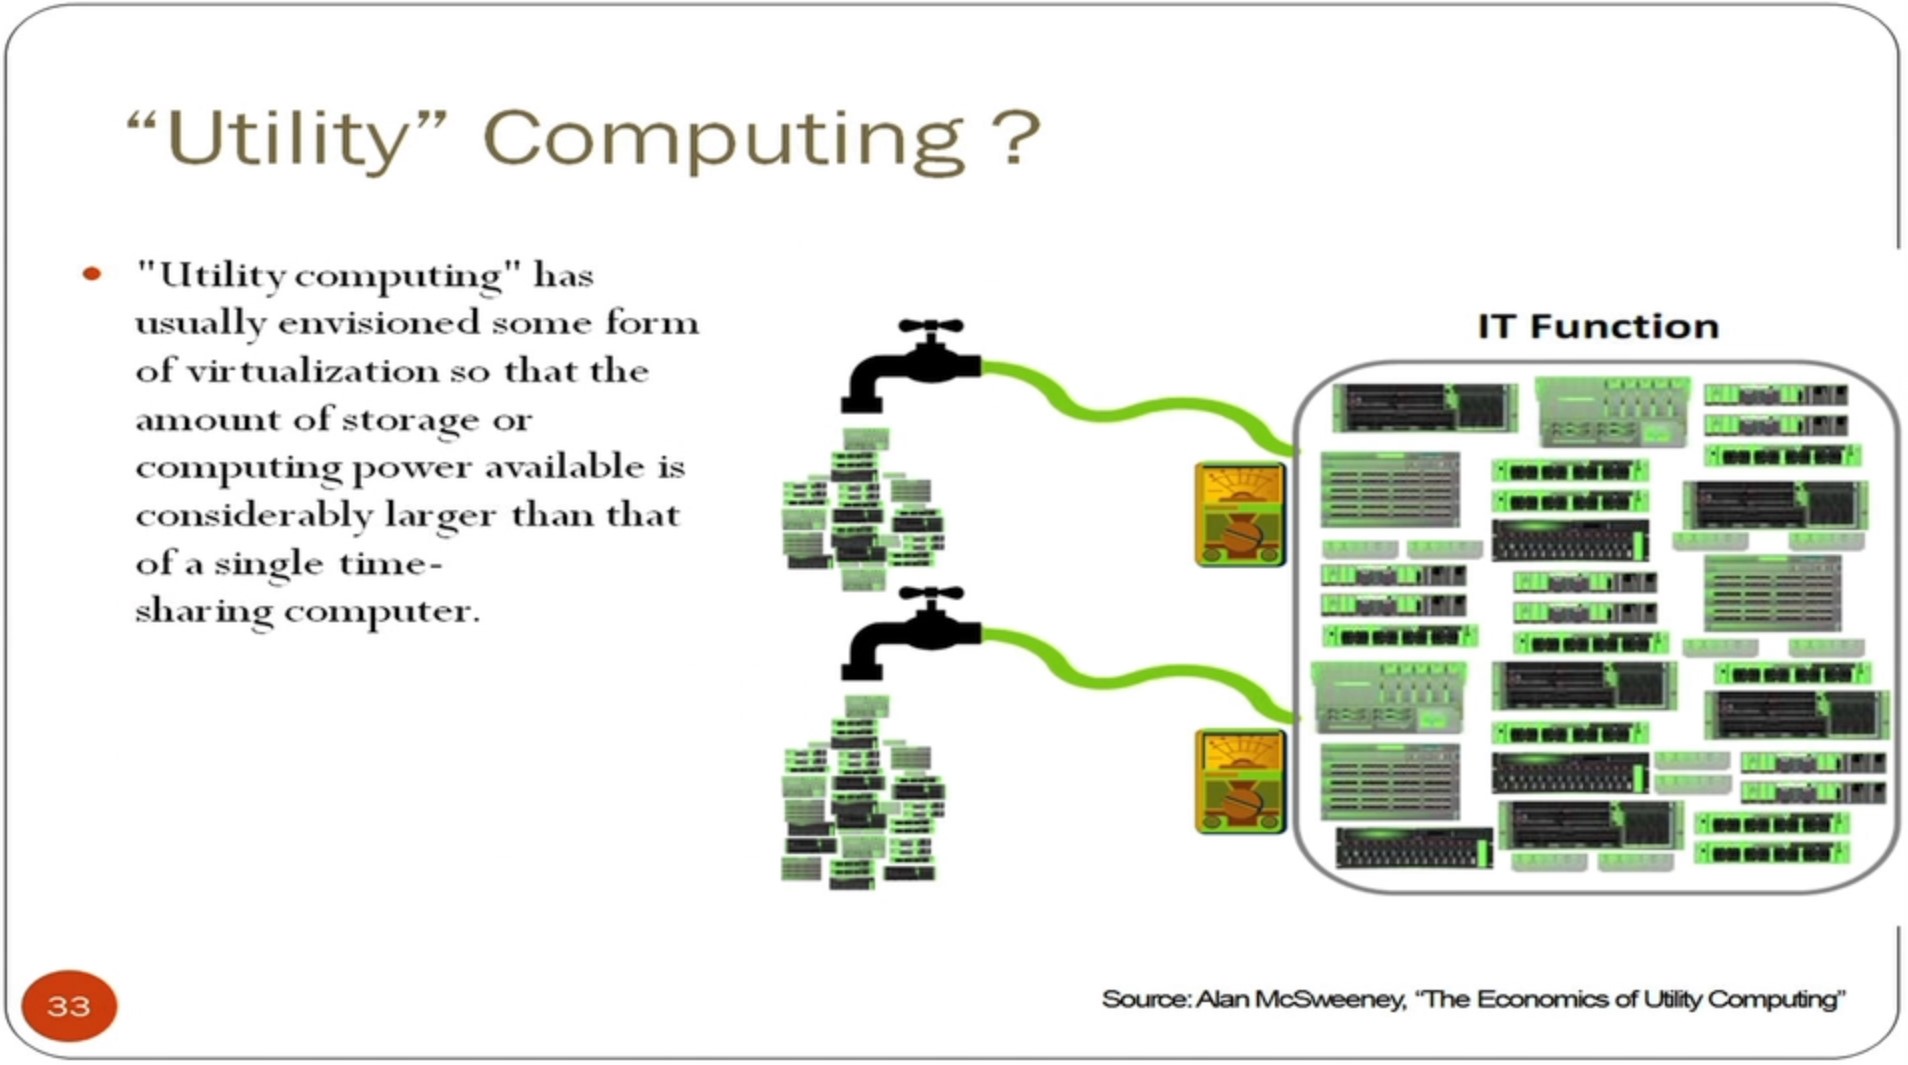 “Utility” Computing ?
"Utility computing" has
usually envisioned some form
of virtualization so that the
amount of storage or
computing power available is
considerably larger than that
of a single time-
sharing computer.
IT Function
33
Source: Alan McSweeney, “The Economics of Utility Computing”